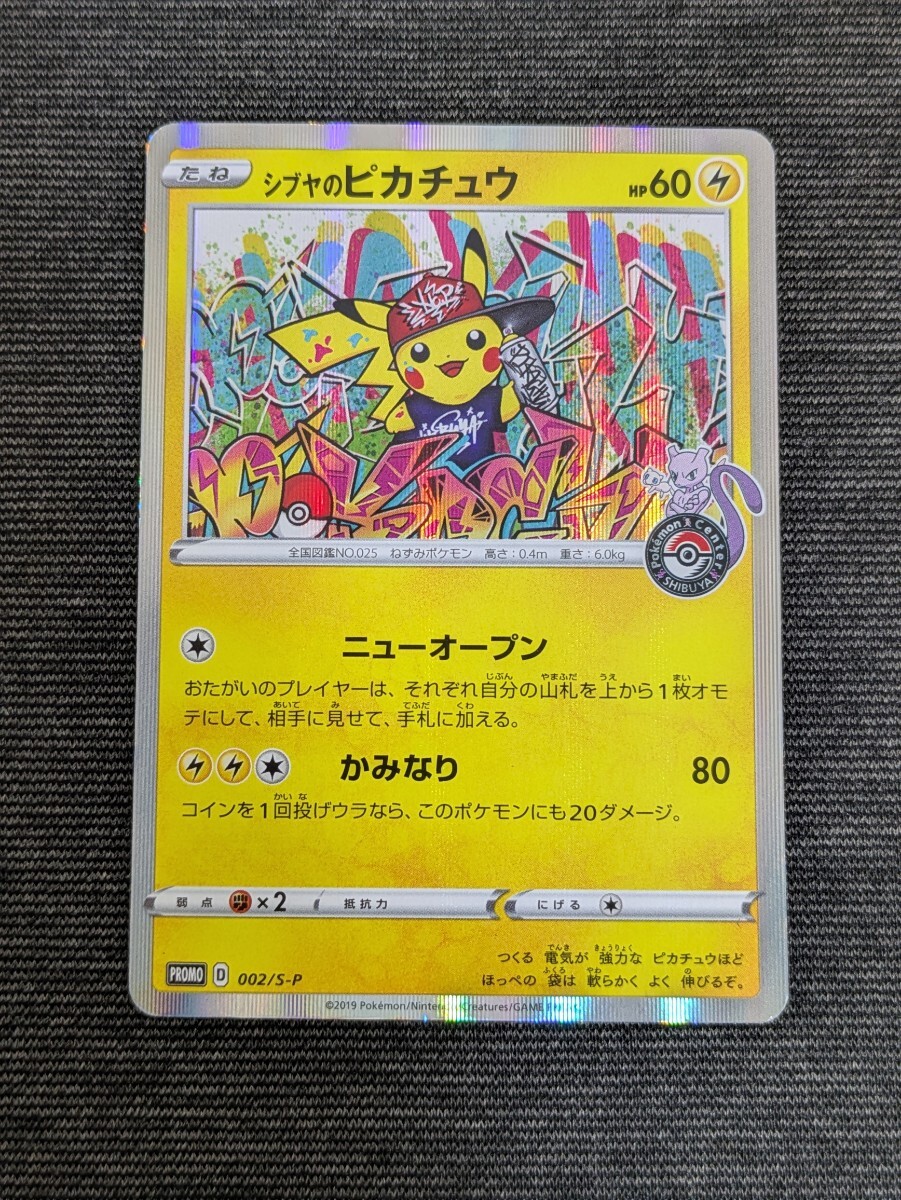 たね
シブヤのピカチュウ
HP60
全国図鑑NO.025 ねずみポケモン 高さ:0.4m 重さ:6.0kg
Pokémon Center
SHIBUYA
ニューオープン
おたがいのプレイヤーは、それぞれ自分の山札を上から1枚オモ
テにして、相手に見せて、手札に加える。
かみなり 80
コインを1回投げウラなら、このポケモンにも20ダメージ。
弱点 ×2 抵抗力 にげる
つくる 電気が 強力な ピカチュウほど
ほっぺの 袋は 軟らかく よく 伸びるぞ。
PROMO D 002/S-P
©2019 Pokémon/Nintendo/Creatures/GAME